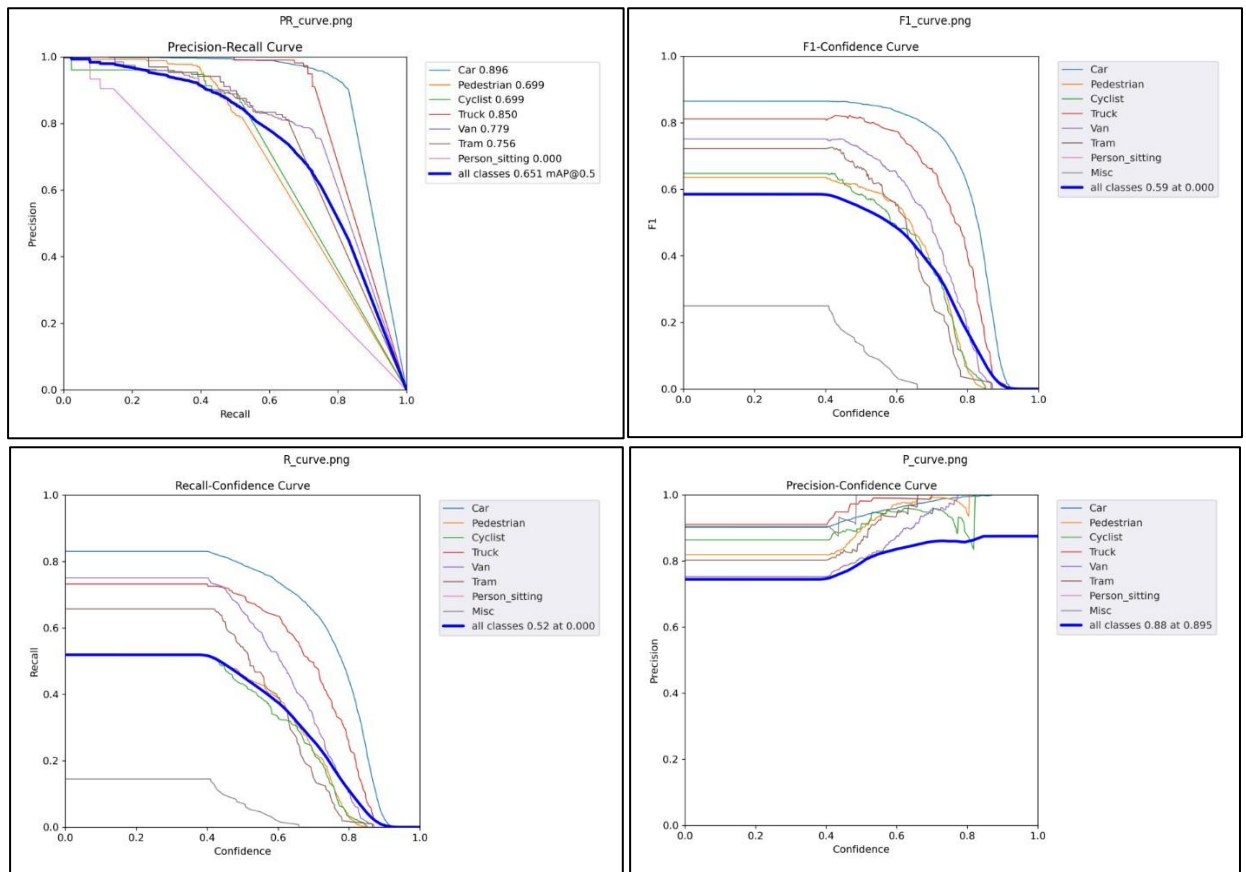 PR_curve.png
Precision-Recall Curve
1.0
0.8
0.6
0.4
0.2
0.0
Precision
0.0 0.2 0.4 0.6 0.8 1.0
Recall
Car 0.896
Pedestrian 0.699
Cyclist 0.699
Truck 0.850
Van 0.779
Tram 0.756
Person_sitting 0.000
all classes 0.651 mAP@0.5
F1_curve.png
F1-Confidence Curve
1.0
0.8
0.6
0.4
0.2
0.0
F1
0.0 0.2 0.4 0.6 0.8 1.0
Confidence
Car
Pedestrian
Cyclist
Truck
Van
Tram
Person_sitting
Misc
all classes 0.59 at 0.000
R_curve.png
Recall-Confidence Curve
1.0
0.8
0.6
0.4
0.2
0.0
Recall
0.0 0.2 0.4 0.6 0.8 1.0
Confidence
Car
Pedestrian
Cyclist
Truck
Van
Tram
Person_sitting
Misc
all classes 0.52 at 0.000
P_curve.png
Precision-Confidence Curve
1.0
0.8
0.6
0.4
0.2
0.0
Precision
0.0 0.2 0.4 0.6 0.8 1.0
Confidence
Car
Pedestrian
Cyclist
Truck
Van
Tram
Person_sitting
Misc
all classes 0.88 at 0.895